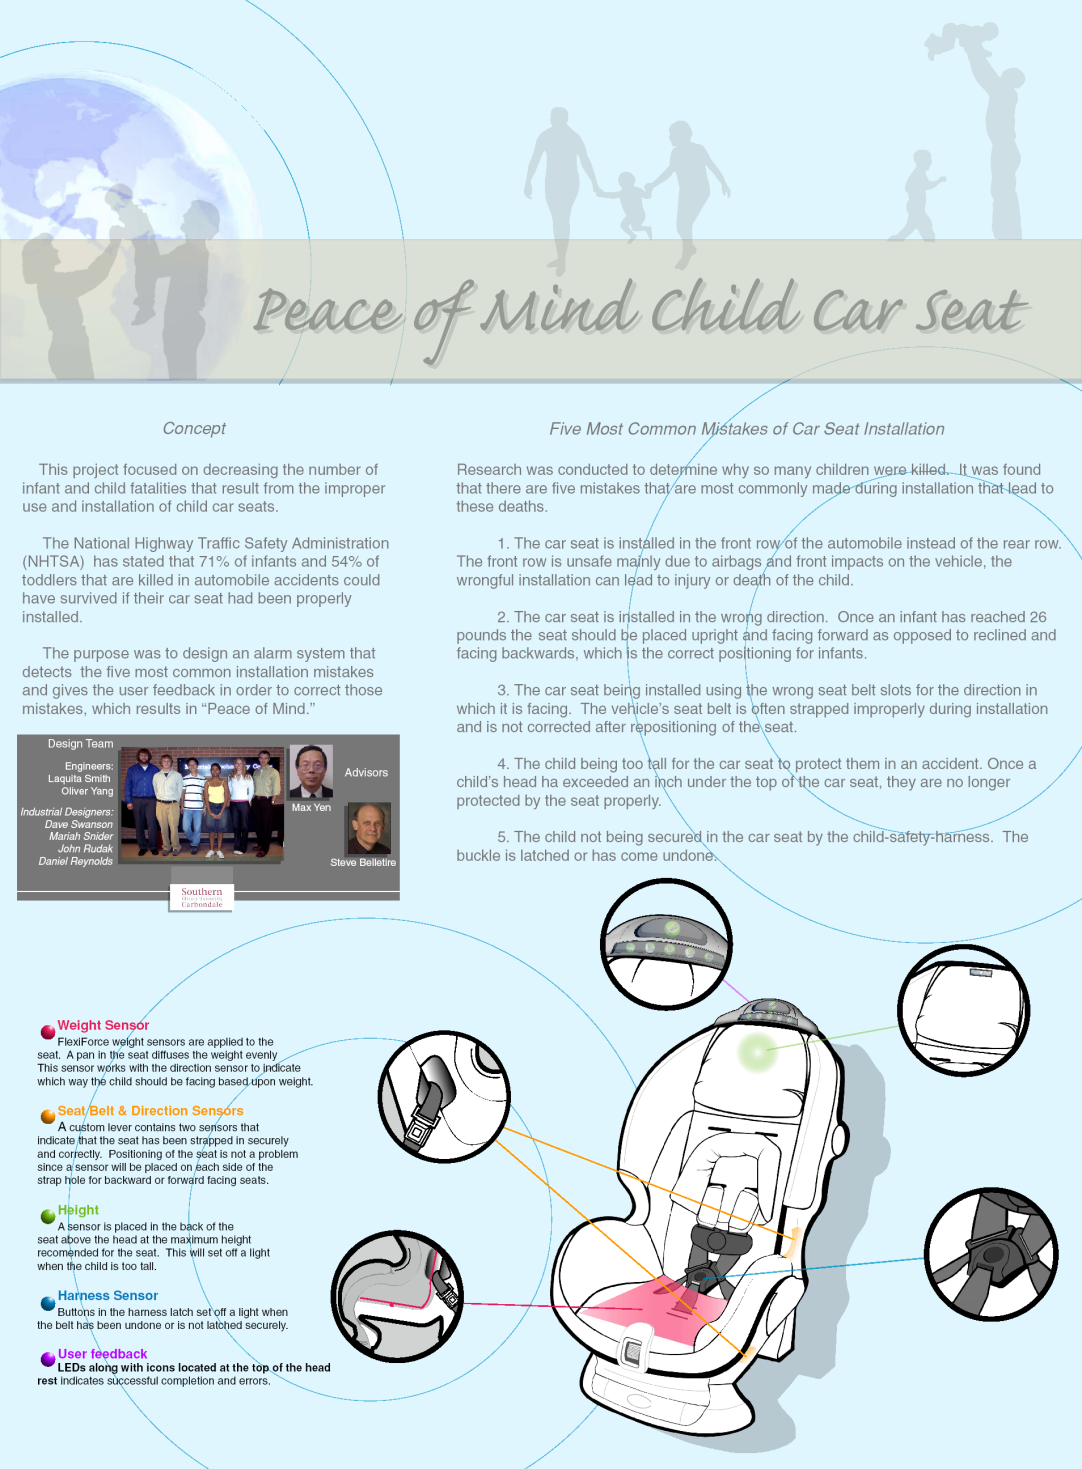 Peace of Mind Child Car Seat
Concept
This project focused on decreasing the number of
infant and child fatalities that result from the improper
use and installation of child car seats.
The National Highway Traffic Safety Administration
(NHTSA)  has stated that 71% of infants and 54% of
toddlers that are killed in automobile accidents could
have survived if their car seat had been properly
installed.
The purpose was to design an alarm system that
detects  the five most common installation mistakes
and gives the user feedback in order to correct those
mistakes, which results in “Peace of Mind.”
Design Team
Engineers:
Laquita Smith
Oliver Yang
Industrial Designers:
Dave Swanson
Mariah Snider
John Rudak
Daniel Reynolds
Max Yen
Advisors
Steve Belletire
Southern
Carbondale
Five Most Common Mistakes of Car Seat Installation
Research was conducted to determine why so many children were killed.  It was found
that there are five mistakes that are most commonly made during installation that lead to
these deaths.
1. The car seat is installed in the front row of the automobile instead of the rear row.
The front row is unsafe mainly due to airbags and front impacts on the vehicle, the
wrongful installation can lead to injury or death of the child.
2. The car seat is installed in the wrong direction.  Once an infant has reached 26
pounds the seat should be placed upright and facing forward as opposed to reclined and
facing backwards, which is the correct positioning for infants.
3. The car seat being installed using the wrong seat belt slots for the direction in
which it is facing.  The vehicle’s seat belt is often strapped improperly during installation
and is not corrected after repositioning of the seat.
4. The child being too tall for the car seat to protect them in an accident. Once a
child’s head ha exceeded an inch under the top of the car seat, they are no longer
protected by the seat properly.
5. The child not being secured in the car seat by the child-safety-harness.  The
buckle is latched or has come undone.
Weight Sensor
FlexiForce weight sensors are applied to the
seat.  A pan in the seat diffuses the weight evenly
This sensor works with the direction sensor to indicate
which way the child should be facing based upon weight.
Seat Belt & Direction Sensors
A custom lever contains two sensors that
indicate that the seat has been strapped in securely
and correctly.  Positioning of the seat is not a problem
since a sensor will be placed on each side of the
strap hole for backward or forward facing seats.
Height
A sensor is placed in the back of the
seat above the head at the maximum height
recomended for the seat.  This will set off a light
when the child is too tall.
Harness Sensor
Buttons in the harness latch set off a light when
the belt has been undone or is not latched securely.
User feedback
LEDs along with icons located at the top of the head
rest indicates successful completion and errors.